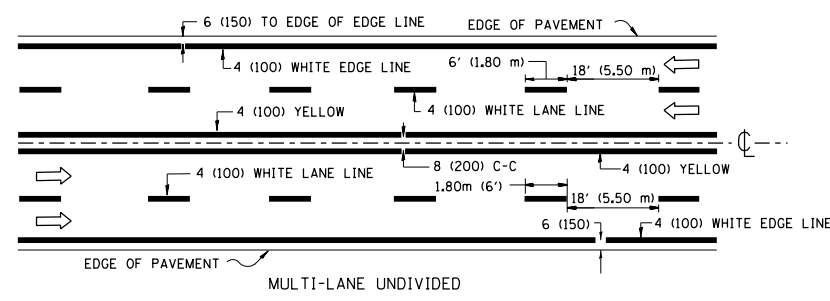 6 (150) TO EDGE OF EDGE LINE
EDGE OF PAVEMENT
4 (100) WHITE EDGE LINE
6' (1.80 m)
18' (5.50 m)
4 (100) YELLOW
4 (100) WHITE LANE LINE
℄
4 (100) WHITE LANE LINE
8 (200) C-C
4 (100) YELLOW
1.80m (6')
18' (5.50 m)
6 (150)
4 (100) WHITE EDGE LINE
EDGE OF PAVEMENT
MULTI-LANE UNDIVIDED